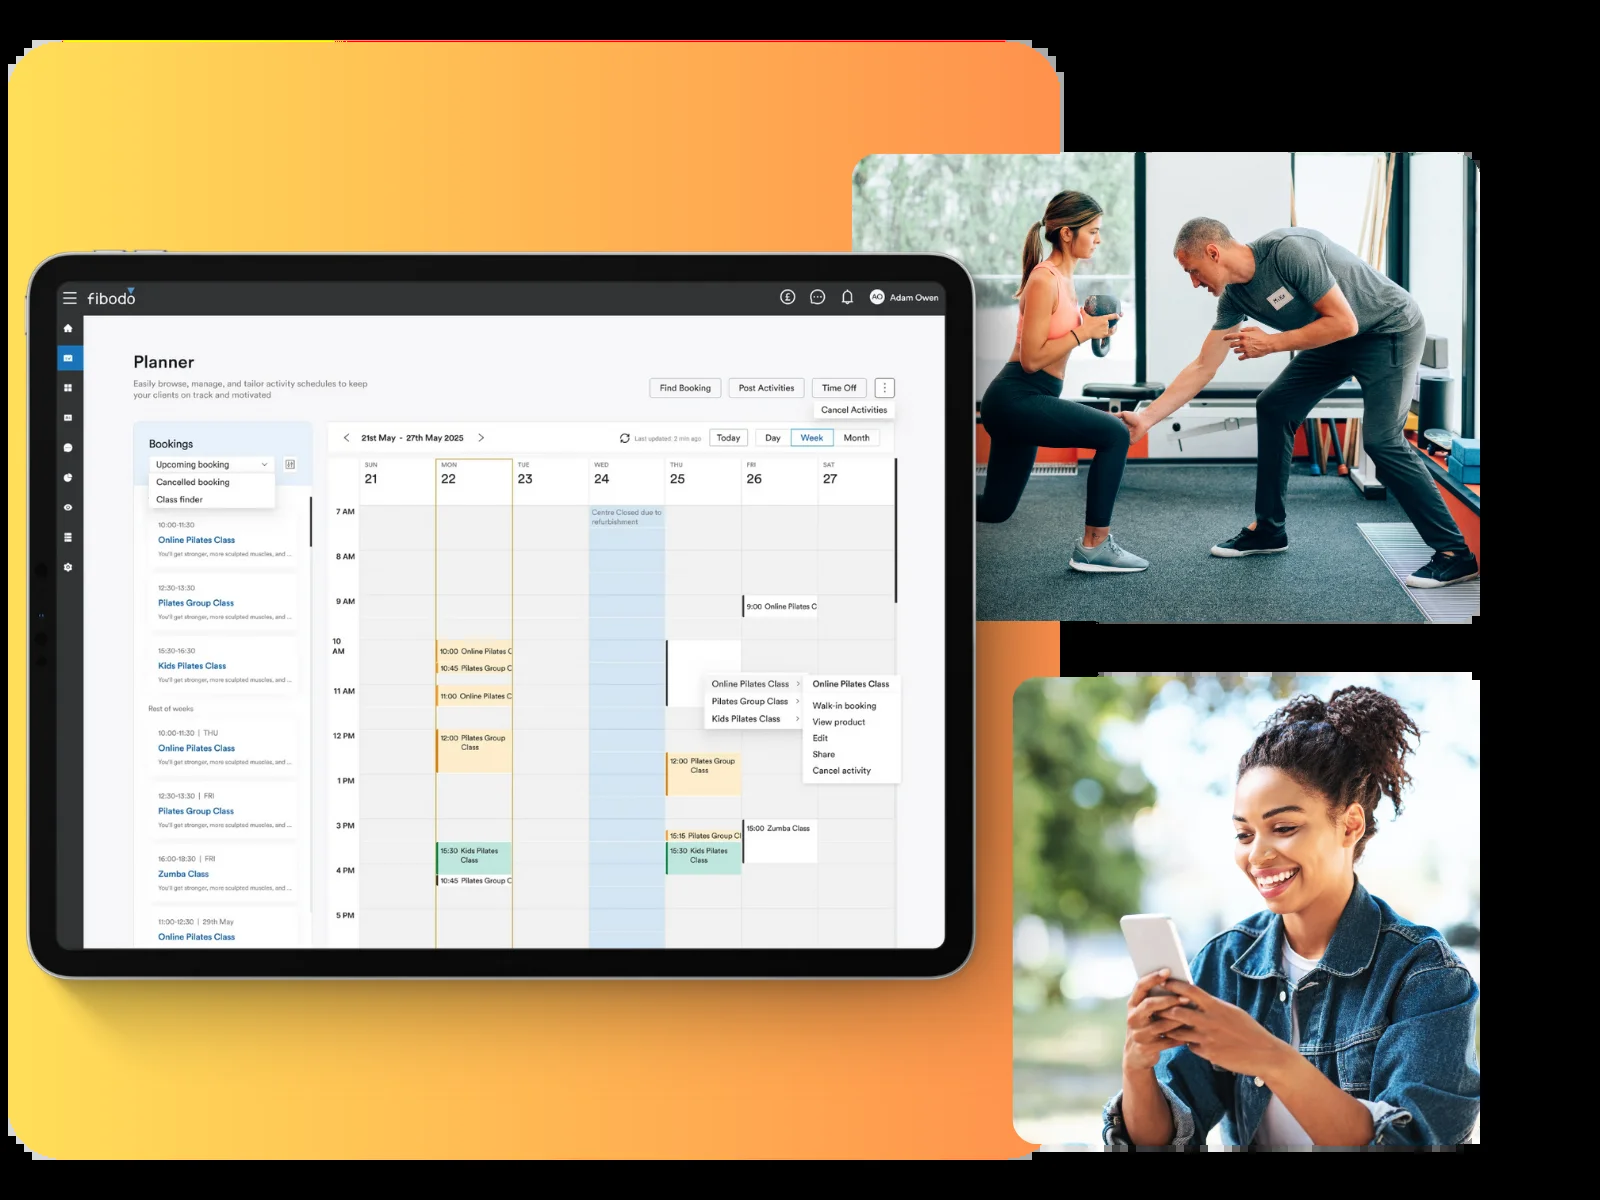 fibodo
£
AO Adam Owen
Planner
Easily browse, manage, and tailor activity schedules to keep
your clients on track and motivated
Find Booking
Post Activities
Time Off
Cancel Activities
Bookings
Upcoming booking
Cancelled booking
Class finder
10:00-11:30
Online Pilates Class
You'll get stronger, more sculpted muscles, and ...
12:30-13:30
Pilates Group Class
You'll get stronger, more sculpted muscles, and ...
15:30-16:30
Kids Pilates Class
You'll get stronger, more sculpted muscles, and ...
Rest of weeks
10:00-11:30 | THU
Online Pilates Class
You'll get stronger, more sculpted muscles, and ...
12:30-13:30 | FRI
Pilates Group Class
You'll get stronger, more sculpted muscles, and ...
16:00-18:30 | FRI
Zumba Class
You'll get stronger, more sculpted muscles, and ...
11:00-12:30 | 29th May
Online Pilates Class
21st May - 27th May 2025
Last updated 2 min ago
Today
Day
Week
Month
SUN MON TUE WED THU FRI SAT
21 22 23 24 25 26 27
7 AM
Centre Closed due to
refurbishment
8 AM
9 AM
9:00 Online Pilates C
10
AM
10:00 Online Pilates C
10:45 Pilates Group C
11 AM
11:00 Online Pilates C
Online Pilates Class
Pilates Group Class
Kids Pilates Class
Online Pilates Class
Walk-in booking
View product
Edit
Share
Cancel activity
12 PM
12:00 Pilates Group
Class
12:00 Pilates Group
Class
1 PM
3 PM
15:00 Zumba Class
15:15 Pilates Group Cl
15:30 Kids Pilates
Class
15:30 Kids Pilates
Class
4 PM
10:45 Pilates Group C
5 PM
MIKE